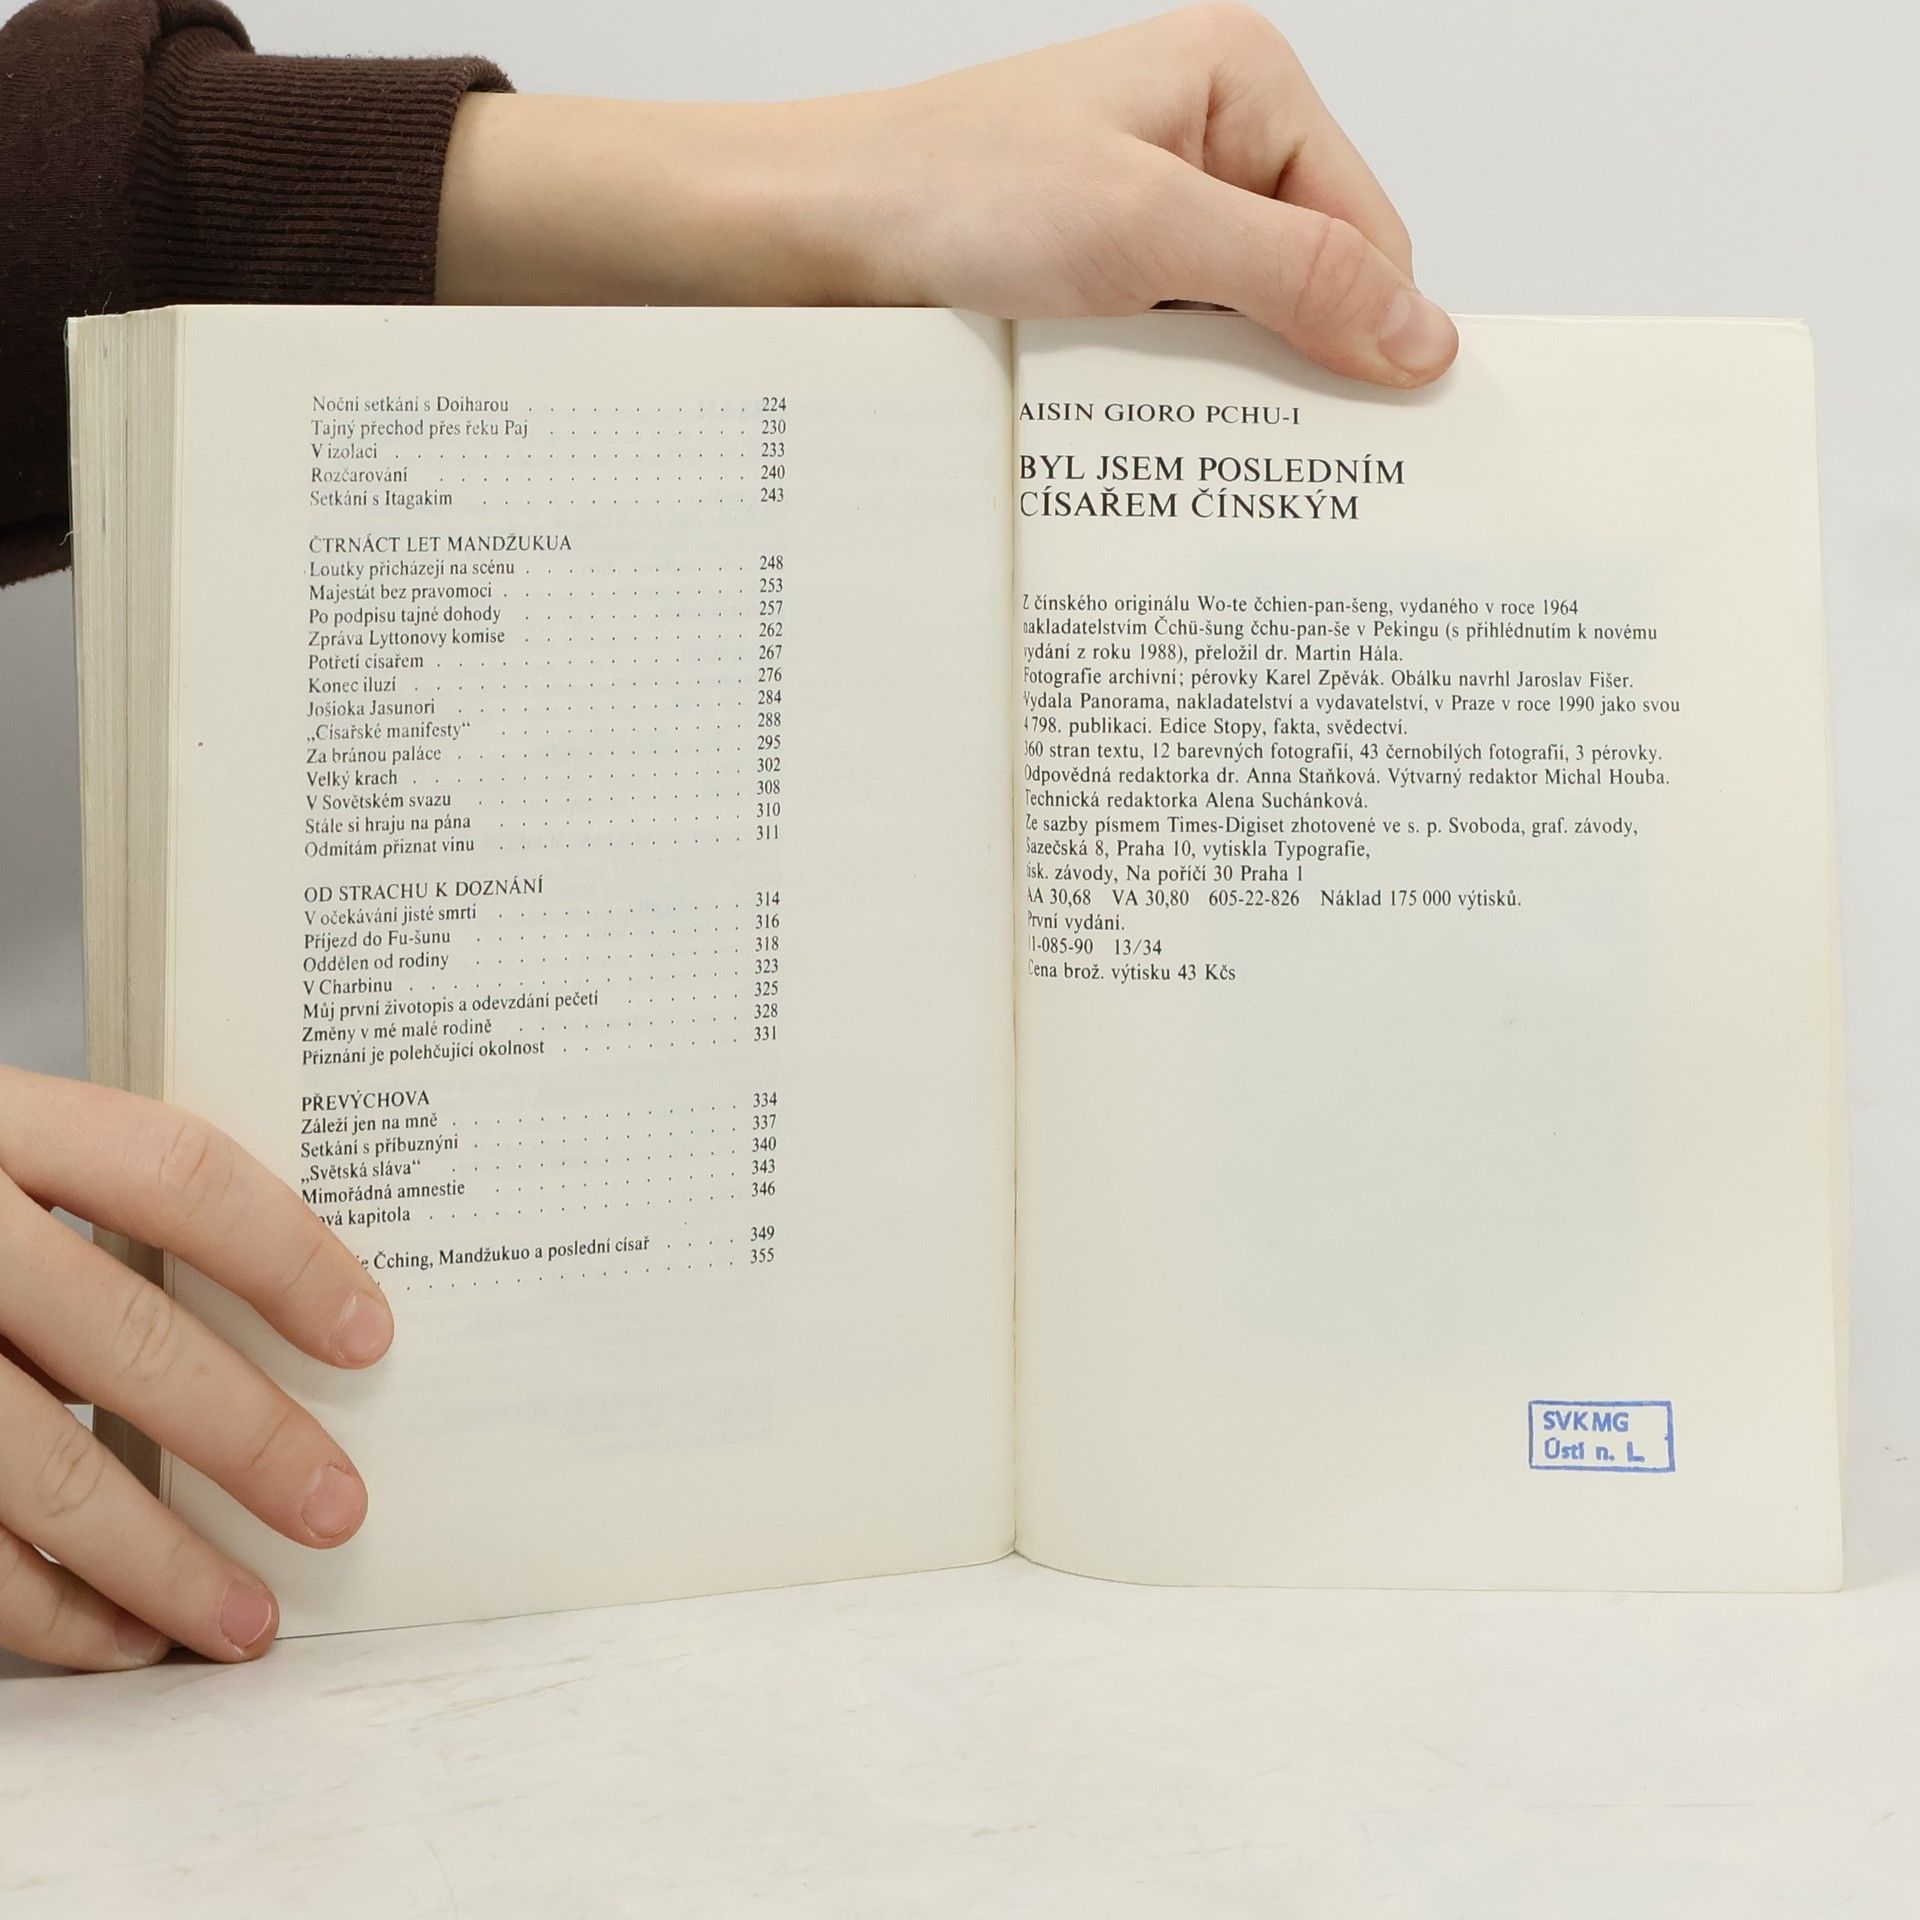 Noční setkání s Doiharou . . . . . . . . . . 224
Tajný přechod přes řeku Paj . . . . . . . . . 230
V izolaci . . . . . . . . . . . . . . . . 233
Rozčarování . . . . . . . . . . . . . . 240
Setkání s Itagakim . . . . . . . . . . . . 243
ČTRNÁCT LET MANDŽUKUA
Loutky přicházejí na scénu . . . . . . . . . . 248
Majestát bez pravomoci . . . . . . . . . . . 253
Po podpisu tajné dohody . . . . . . . . . . 257
Zpráva Lyttonovy komise . . . . . . . . . . 262
Potřetí císařem . . . . . . . . . . . . . . 267
Konec iluzí . . . . . . . . . . . . . . . 276
Jošioka Jasunori . . . . . . . . . . . . . 284
„Císařské manifesty“ . . . . . . . . . . . 288
Za bránou paláce . . . . . . . . . . . . . 295
Velký krach . . . . . . . . . . . . . . . 302
V Sovětském svazu . . . . . . . . . . . . 308
Stále si hraju na pána . . . . . . . . . . . 310
Odmítám přiznat vinu . . . . . . . . . . . 311
OD STRACHU K DOZNÁNÍ
V očekávání jisté smrti . . . . . . . . . . . 314
Příjezd do Fu-šunu . . . . . . . . . . . . 316
Oddělen od rodiny . . . . . . . . . . . . 318
V Charbinu . . . . . . . . . . . . . . . 323
Můj první životopis a odevzdání pečetí . . . . . . 325
Změny v mé malé rodině . . . . . . . . . . 328
Přiznání je polehčující okolnost . . . . . . . . 331
PŘEVÝCHOVA
Záleží jen na mně . . . . . . . . . . . . . 334
Setkání s příbuznýni . . . . . . . . . . . . 337
„Světská sláva“ . . . . . . . . . . . . . 340
Mimořádná amnestie . . . . . . . . . . . 343
kapitola . . . . . . . . . . . . . . 346
Čching, Mandžukuo a poslední císař . . . . 349
. . . . . . . . . . . . . . . 355
AISIN GIORO PCHU-I
BYL JSEM POSLEDNÍM
CÍSAŘEM ČÍNSKÝM
Z čínského originálu Wo-te čchien-pan-šeng, vydaného v roce 1964
nakladatelstvím Čchü-šung čchu-pan-še v Pekingu (s přihlédnutím k novému
vydání z roku 1988), přeložil dr. Martin Hála.
Fotografie archívní; pérovky Karel Zpěvák. Obálku navrhl Jaroslav Fišer.
Vydala Panorama, nakladatelství a vydavatelství, v Praze v roce 1990 jako svou
4798. publikaci. Edice Stopy, fakta, svědectví.
360 stran textu, 12 barevných fotografií, 43 černobílých fotografií, 3 pérovky.
Odpovědná redaktorka dr. Anna Staňková. Výtvarný redaktor Michal Houba.
Technická redaktorka Alena Suchánková.
Ze sazby písmem Times-Digiset zhotovené ve s. p. Svoboda, graf. závody,
Sazečská 8, Praha 10, vytiskla Typografie,
tisk. závody, Na poříčí 30 Praha 1
AA 30,68 VA 30,80 605-22-826 Náklad 175 000 výtisků.
První vydání.
11-085-90 13/34
Cena brož. výtisku 43 Kčs
SVKMG
Ústí n. L